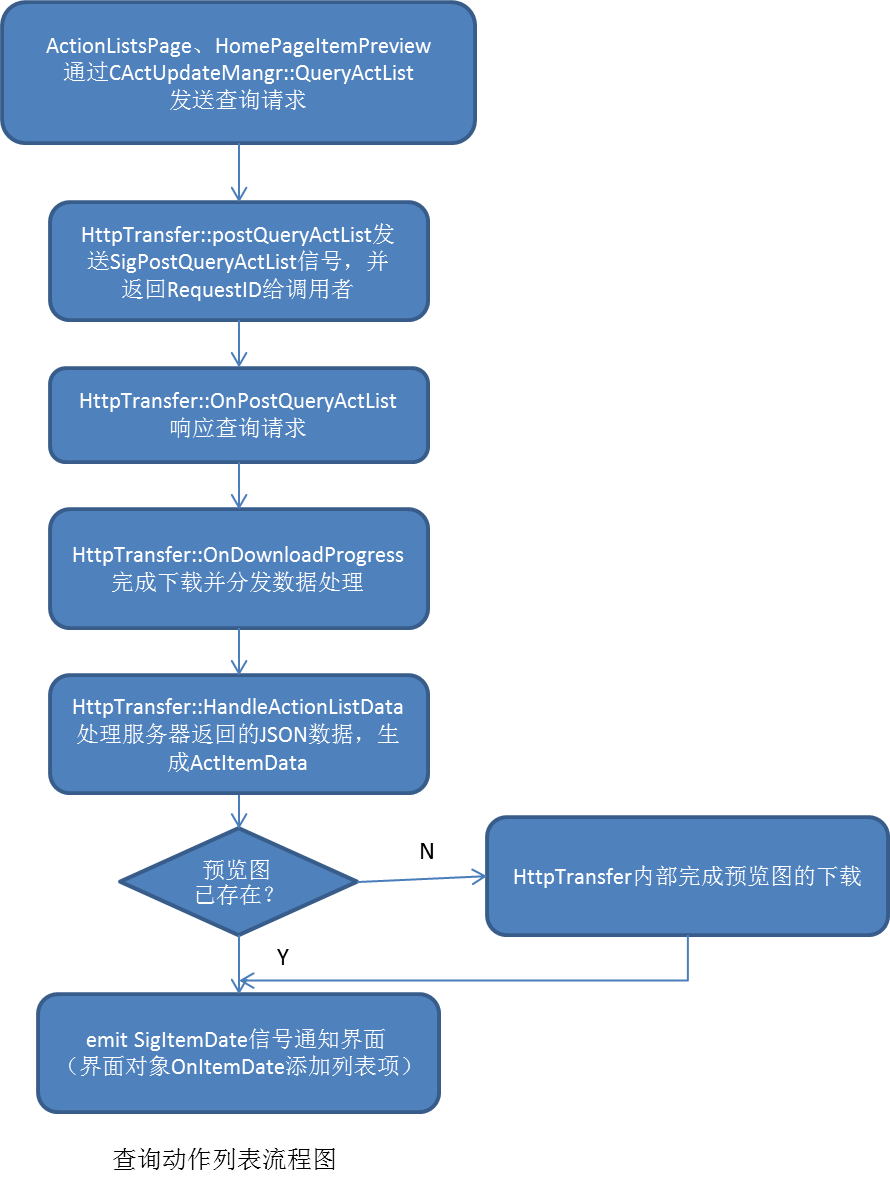 ActionListsPage、HomePageItemPreview
通过CActUpdateMangr::QueryActList
发送查询请求
HttpTransfer::postQueryActList发
送SigPostQueryActList信号，并
返回RequestID给调用者
HttpTransfer::OnPostQueryActList
响应查询请求
HttpTransfer::OnDownloadProgress
完成下载并分发数据处理
HttpTransfer::HandleActionListData
处理服务器返回的JSON数据，生
成ActItemData
预览图
已存在？
N
HttpTransfer内部完成预览图的下载
Y
emit SigItemDate信号通知界面
（界面对象OnItemDate添加列表项）
查询动作列表流程图